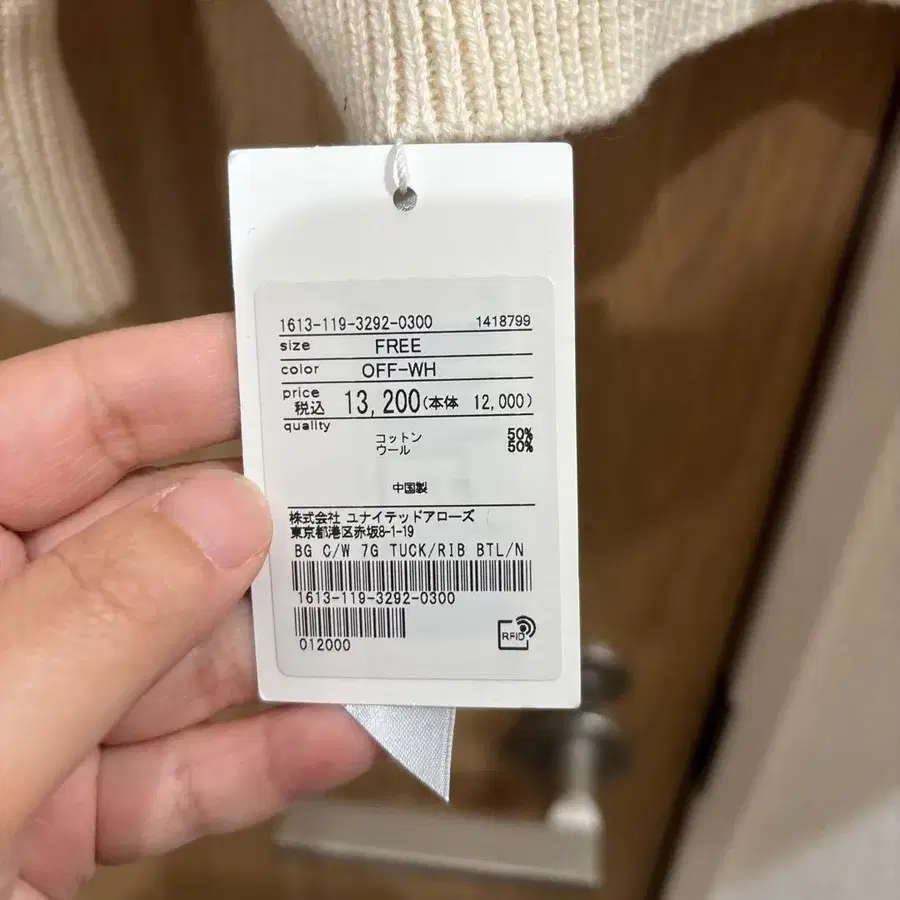 1613-119-3292-0300 1418799
size FREE
color OFF-WH
price
税込 13,200(本体 12,000)
quality
コットン 50%
ウール 50%
中国製
株式会社 ユナイテッドアローズ
東京都港区赤坂8-1-19
BG C/W 7G TUCK/RIB BTL/N
1613-119-3292-0300
012000
RFID